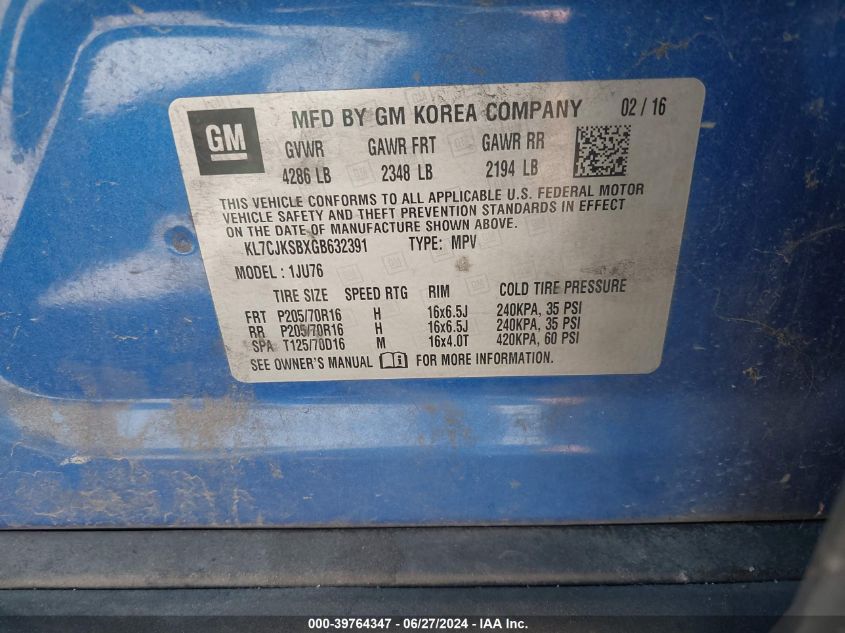 GM
MFD BY GM KOREA COMPANY 02 / 16
GVWR GAWR FRT GAWR RR
4286 LB 2348 LB 2194 LB
THIS VEHICLE CONFORMS TO ALL APPLICABLE U.S. FEDERAL MOTOR
VEHICLE SAFETY AND THEFT PREVENTION STANDARDS IN EFFECT
ON THE DATE OF MANUFACTURE SHOWN ABOVE.
KL7CJKSBXGB632391 TYPE: MPV
MODEL : 1JU76
TIRE SIZE SPEED RTG RIM COLD TIRE PRESSURE
FRT P205/70R16 H 16x6.5J 240KPA, 35 PSI
RR P205/70R16 H 16x6.5J 240KPA, 35 PSI
SPA T125/70D16 M 16x4.0T 420KPA, 60 PSI
SEE OWNER'S MANUAL FOR MORE INFORMATION.
000-39764347 - 06/27/2024 - IAA Inc.